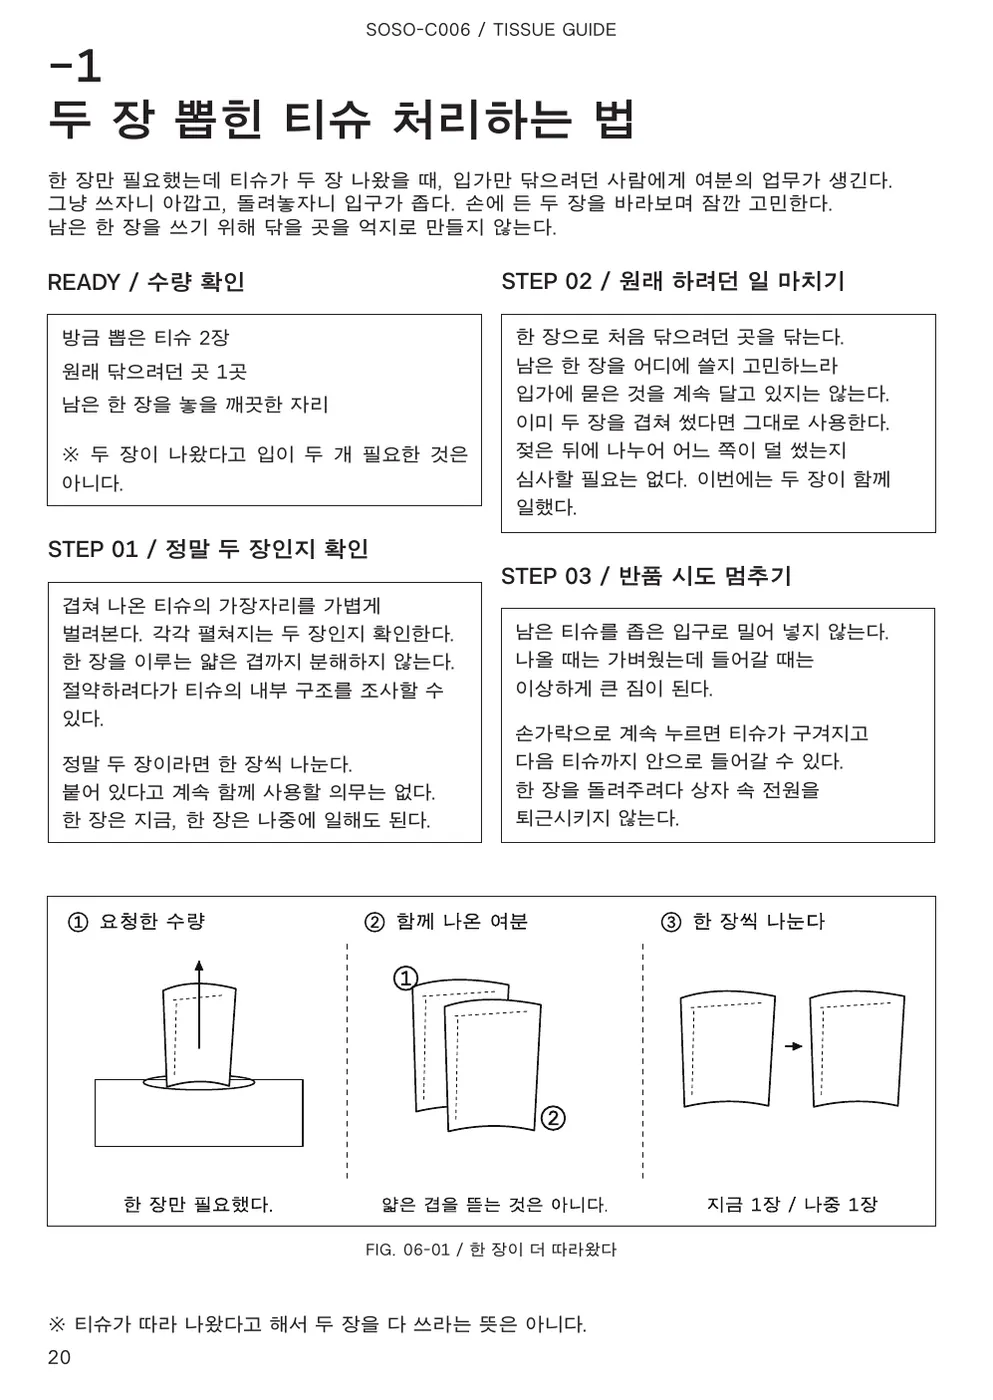 SOSO-C006 / TISSUE GUIDE
-1
두 장 뽑힌 티슈 처리하는 법
한 장만 필요했는데 티슈가 두 장 나왔을 때, 입가만 닦으려던 사람에게 여분의 업무가 생긴다.
그냥 쓰자니 아깝고, 돌려놓자니 입구가 좁다. 손에 든 두 장을 바라보며 잠깐 고민한다.
남은 한 장을 쓰기 위해 닦을 곳을 억지로 만들지 않는다.
READY / 수량 확인
방금 뽑은 티슈 2장
원래 닦으려던 곳 1곳
남은 한 장을 놓을 깨끗한 자리
※ 두 장이 나왔다고 입이 두 개 필요한 것은
아니다.
STEP 01 / 정말 두 장인지 확인
겹쳐 나온 티슈의 가장자리를 가볍게
벌려본다. 각각 펼쳐지는 두 장인지 확인한다.
한 장을 이루는 얇은 겹까지 분해하지 않는다.
절약하려다가 티슈의 내부 구조를 조사할 수
있다.
정말 두 장이라면 한 장씩 나눈다.
붙어 있다고 계속 함께 사용할 의무는 없다.
한 장은 지금, 한 장은 나중에 일해도 된다.
STEP 02 / 원래 하려던 일 마치기
한 장으로 처음 닦으려던 곳을 닦는다.
남은 한 장을 어디에 쓸지 고민하느라
입가에 묻은 것을 계속 달고 있지는 않는다.
이미 두 장을 겹쳐 썼다면 그대로 사용한다.
젖은 뒤에 나누어 어느 쪽이 덜 썼는지
심사할 필요는 없다. 이번에는 두 장이 함께
일했다.
STEP 03 / 반품 시도 멈추기
남은 티슈를 좁은 입구로 밀어 넣지 않는다.
나올 때는 가벼웠는데 들어갈 때는
이상하게 큰 짐이 된다.
손가락으로 계속 누르면 티슈가 구겨지고
다음 티슈까지 안으로 들어갈 수 있다.
한 장을 돌려주려다 상자 속 전원을
퇴근시키지 않는다.
① 요청한 수량
한 장만 필요했다.
② 함께 나온 여분
①
②
얇은 겹을 뜯는 것은 아니다.
③ 한 장씩 나눈다
지금 1장 / 나중 1장
FIG. 06-01 / 한 장이 더 따라왔다
※ 티슈가 따라 나왔다고 해서 두 장을 다 쓰라는 뜻은 아니다.
20